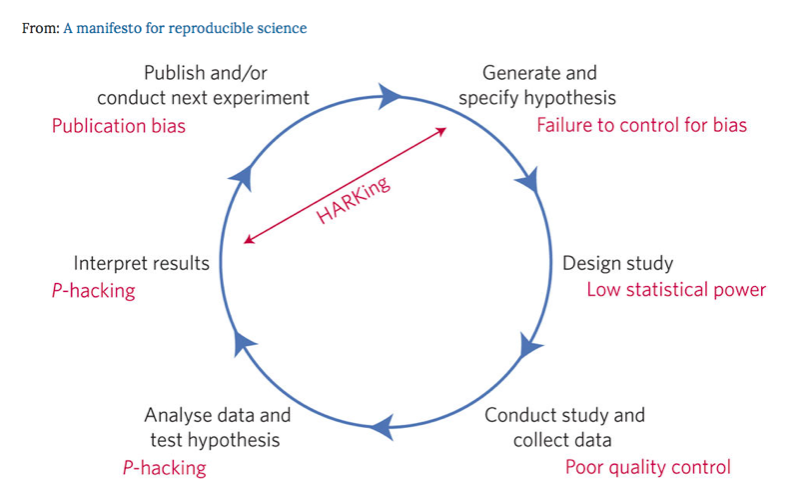 From: A manifesto for reproducible science
Publish and/or
conduct next experiment
Publication bias
Generate and
specify hypothesis
Failure to control for bias
HARKing
Interpret results
P-hacking
Design study
Low statistical power
Analyse data and
test hypothesis
P-hacking
Conduct study and
collect data
Poor quality control